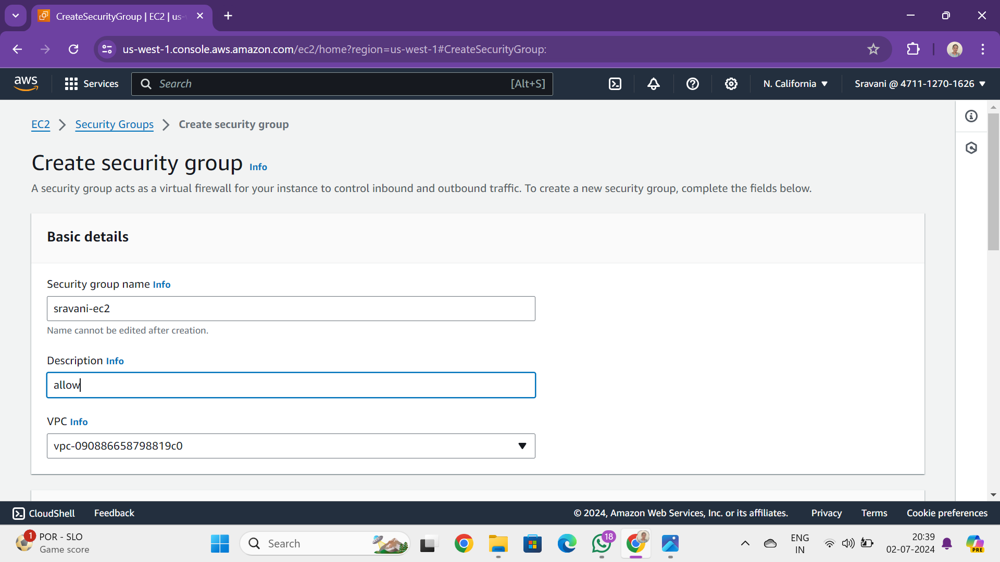 CreateSecurityGroup | EC2 | us-
us-west-1.console.aws.amazon.com/ec2/home?region=us-west-1#CreateSecurityGroup:
aws
Services
Search
[Alt+S]
N. California
Sravani @ 4711-1270-1626
EC2
Security Groups
Create security group
Create security group Info
A security group acts as a virtual firewall for your instance to control inbound and outbound traffic. To create a new security group, complete the fields below.
Basic details
Security group name Info
sravani-ec2
Name cannot be edited after creation.
Description Info
allow
VPC Info
vpc-090886658798819c0
CloudShell
Feedback
© 2024, Amazon Web Services, Inc. or its affiliates.
Privacy
Terms
Cookie preferences
1
POR - SLO
Game score
Search
18
ENG
IN
20:39
02-07-2024
PRE